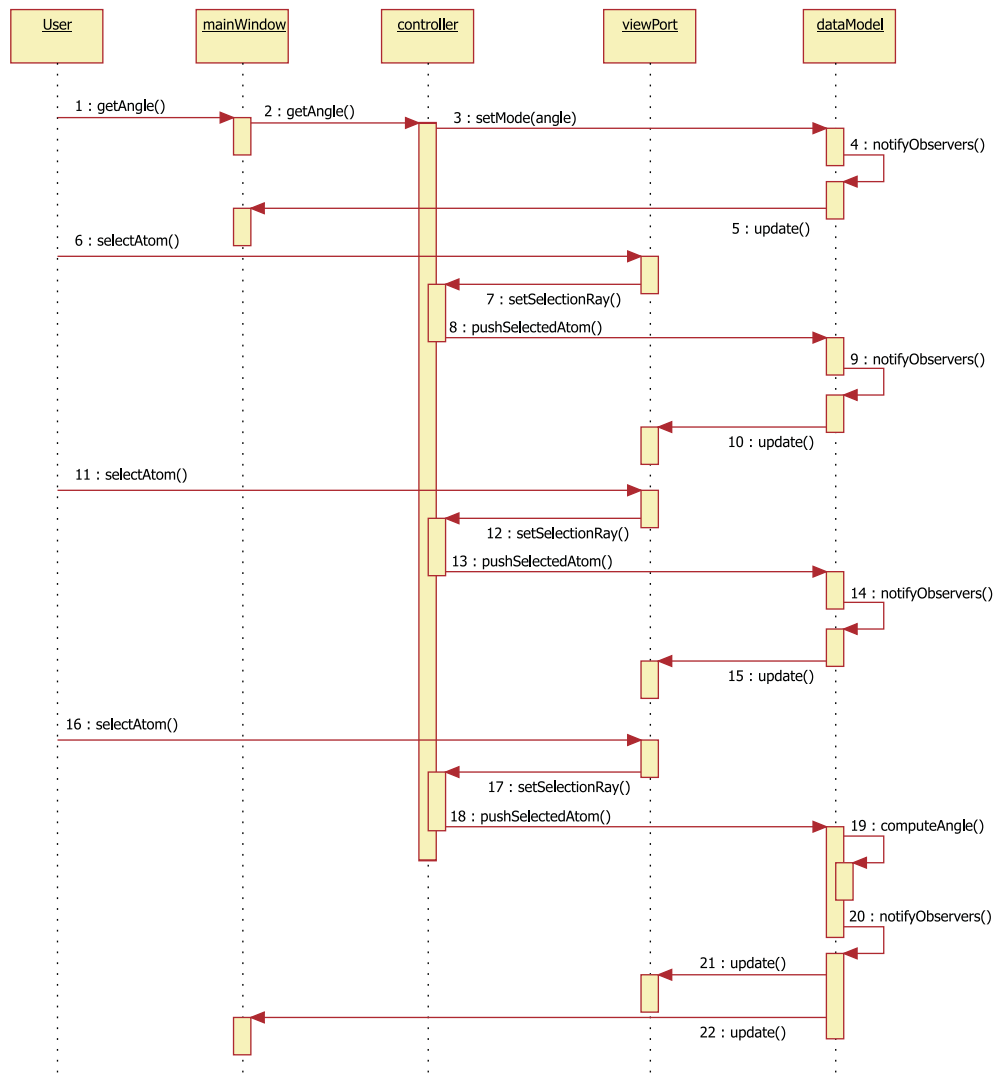 User
mainWindow
controller
viewPort
dataModel
1 : getAngle()
2 : getAngle()
3 : setMode(angle)
4 : notifyObservers()
5 : update()
6 : selectAtom()
7 : setSelectionRay()
8 : pushSelectedAtom()
9 : notifyObservers()
10 : update()
11 : selectAtom()
12 : setSelectionRay()
13 : pushSelectedAtom()
14 : notifyObservers()
15 : update()
16 : selectAtom()
17 : setSelectionRay()
18 : pushSelectedAtom()
19 : computeAngle()
20 : notifyObservers()
21 : update()
22 : update()